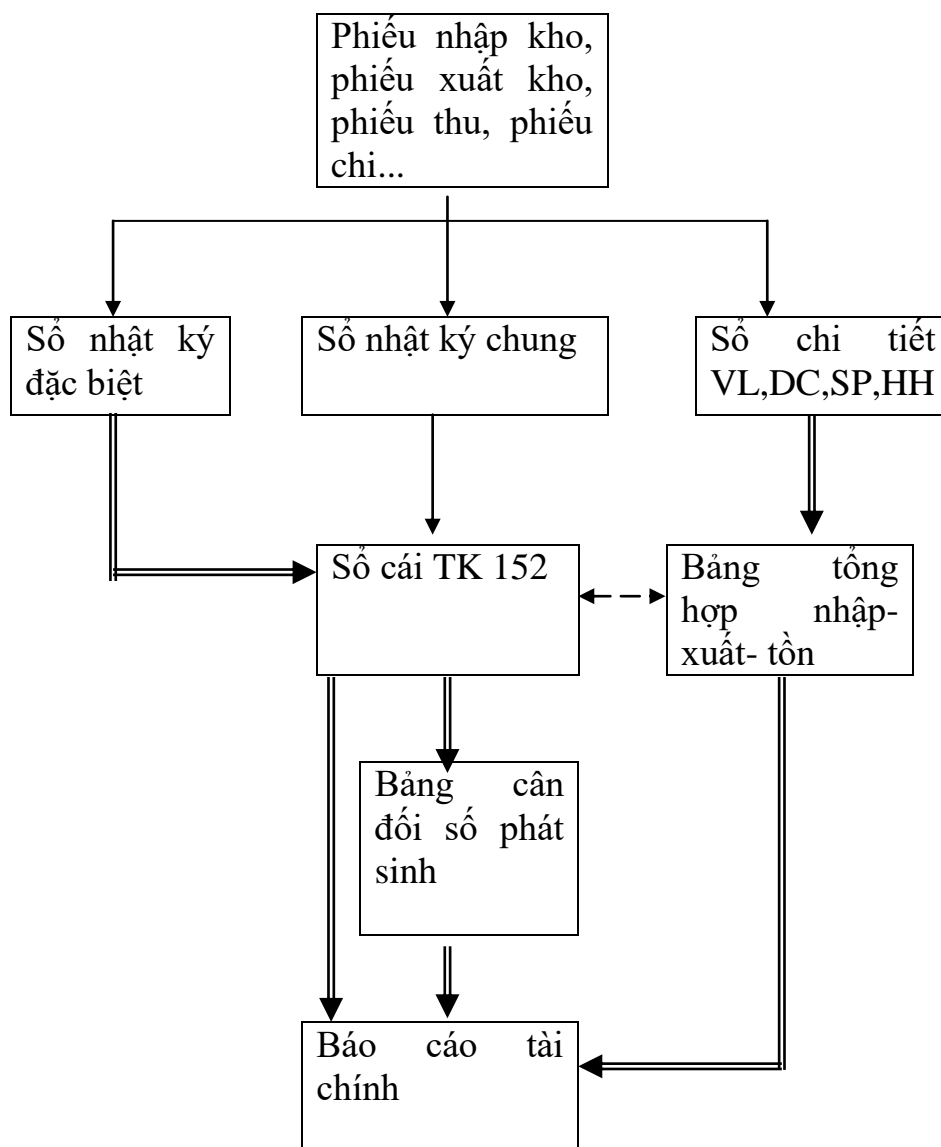 Phiếu nhập kho,
phiếu xuất kho,
phiếu thu, phiếu
chi...
Sổ nhật ký
đặc biệt
Sổ nhật ký chung
Sổ chi tiết
VL,DC,SP,HH
Sổ cái TK 152
Bảng tổng
hợp nhập-
xuất- tồn
Bảng cân
đối số phát
sinh
Báo cáo tài
chính